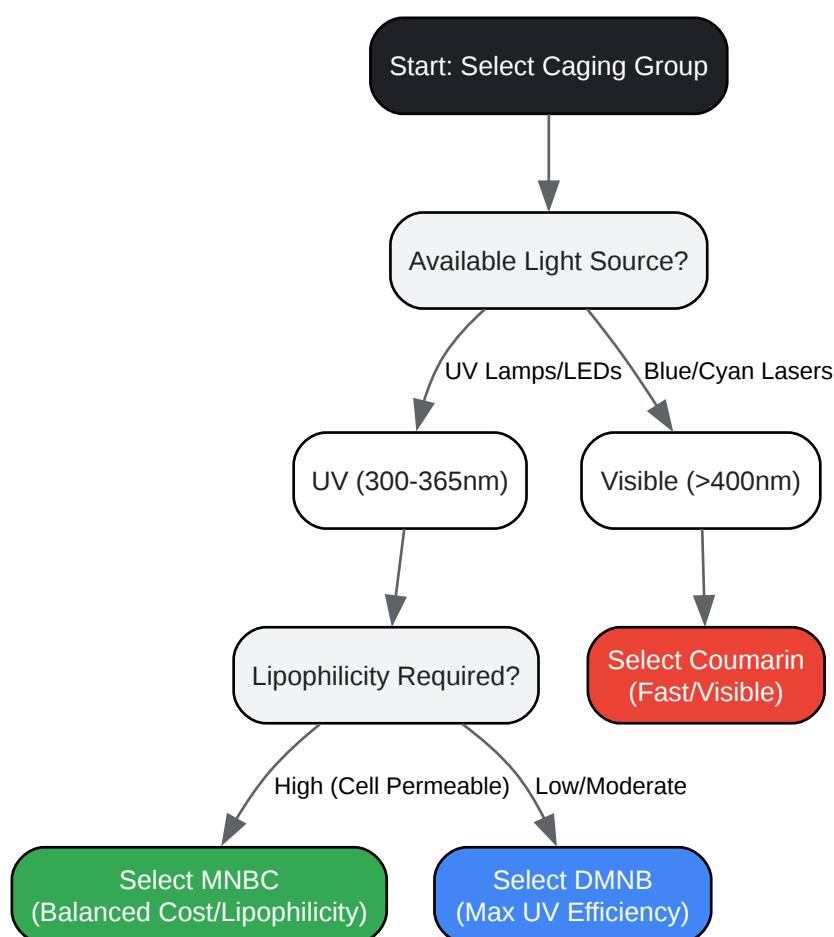 Start: Select Caging Group
Available Light Source?
UV Lamps/LEDs
Blue/Cyan Lasers
UV (300-365nm)
Visible (>400nm)
Lipophilicity Required?
Select Coumarin
(Fast/Visible)
High (Cell Permeable)
Low/Moderate
Select MNBC
(Balanced Cost/Lipophilicity)
Select DMNB
(Max UV Efficiency)